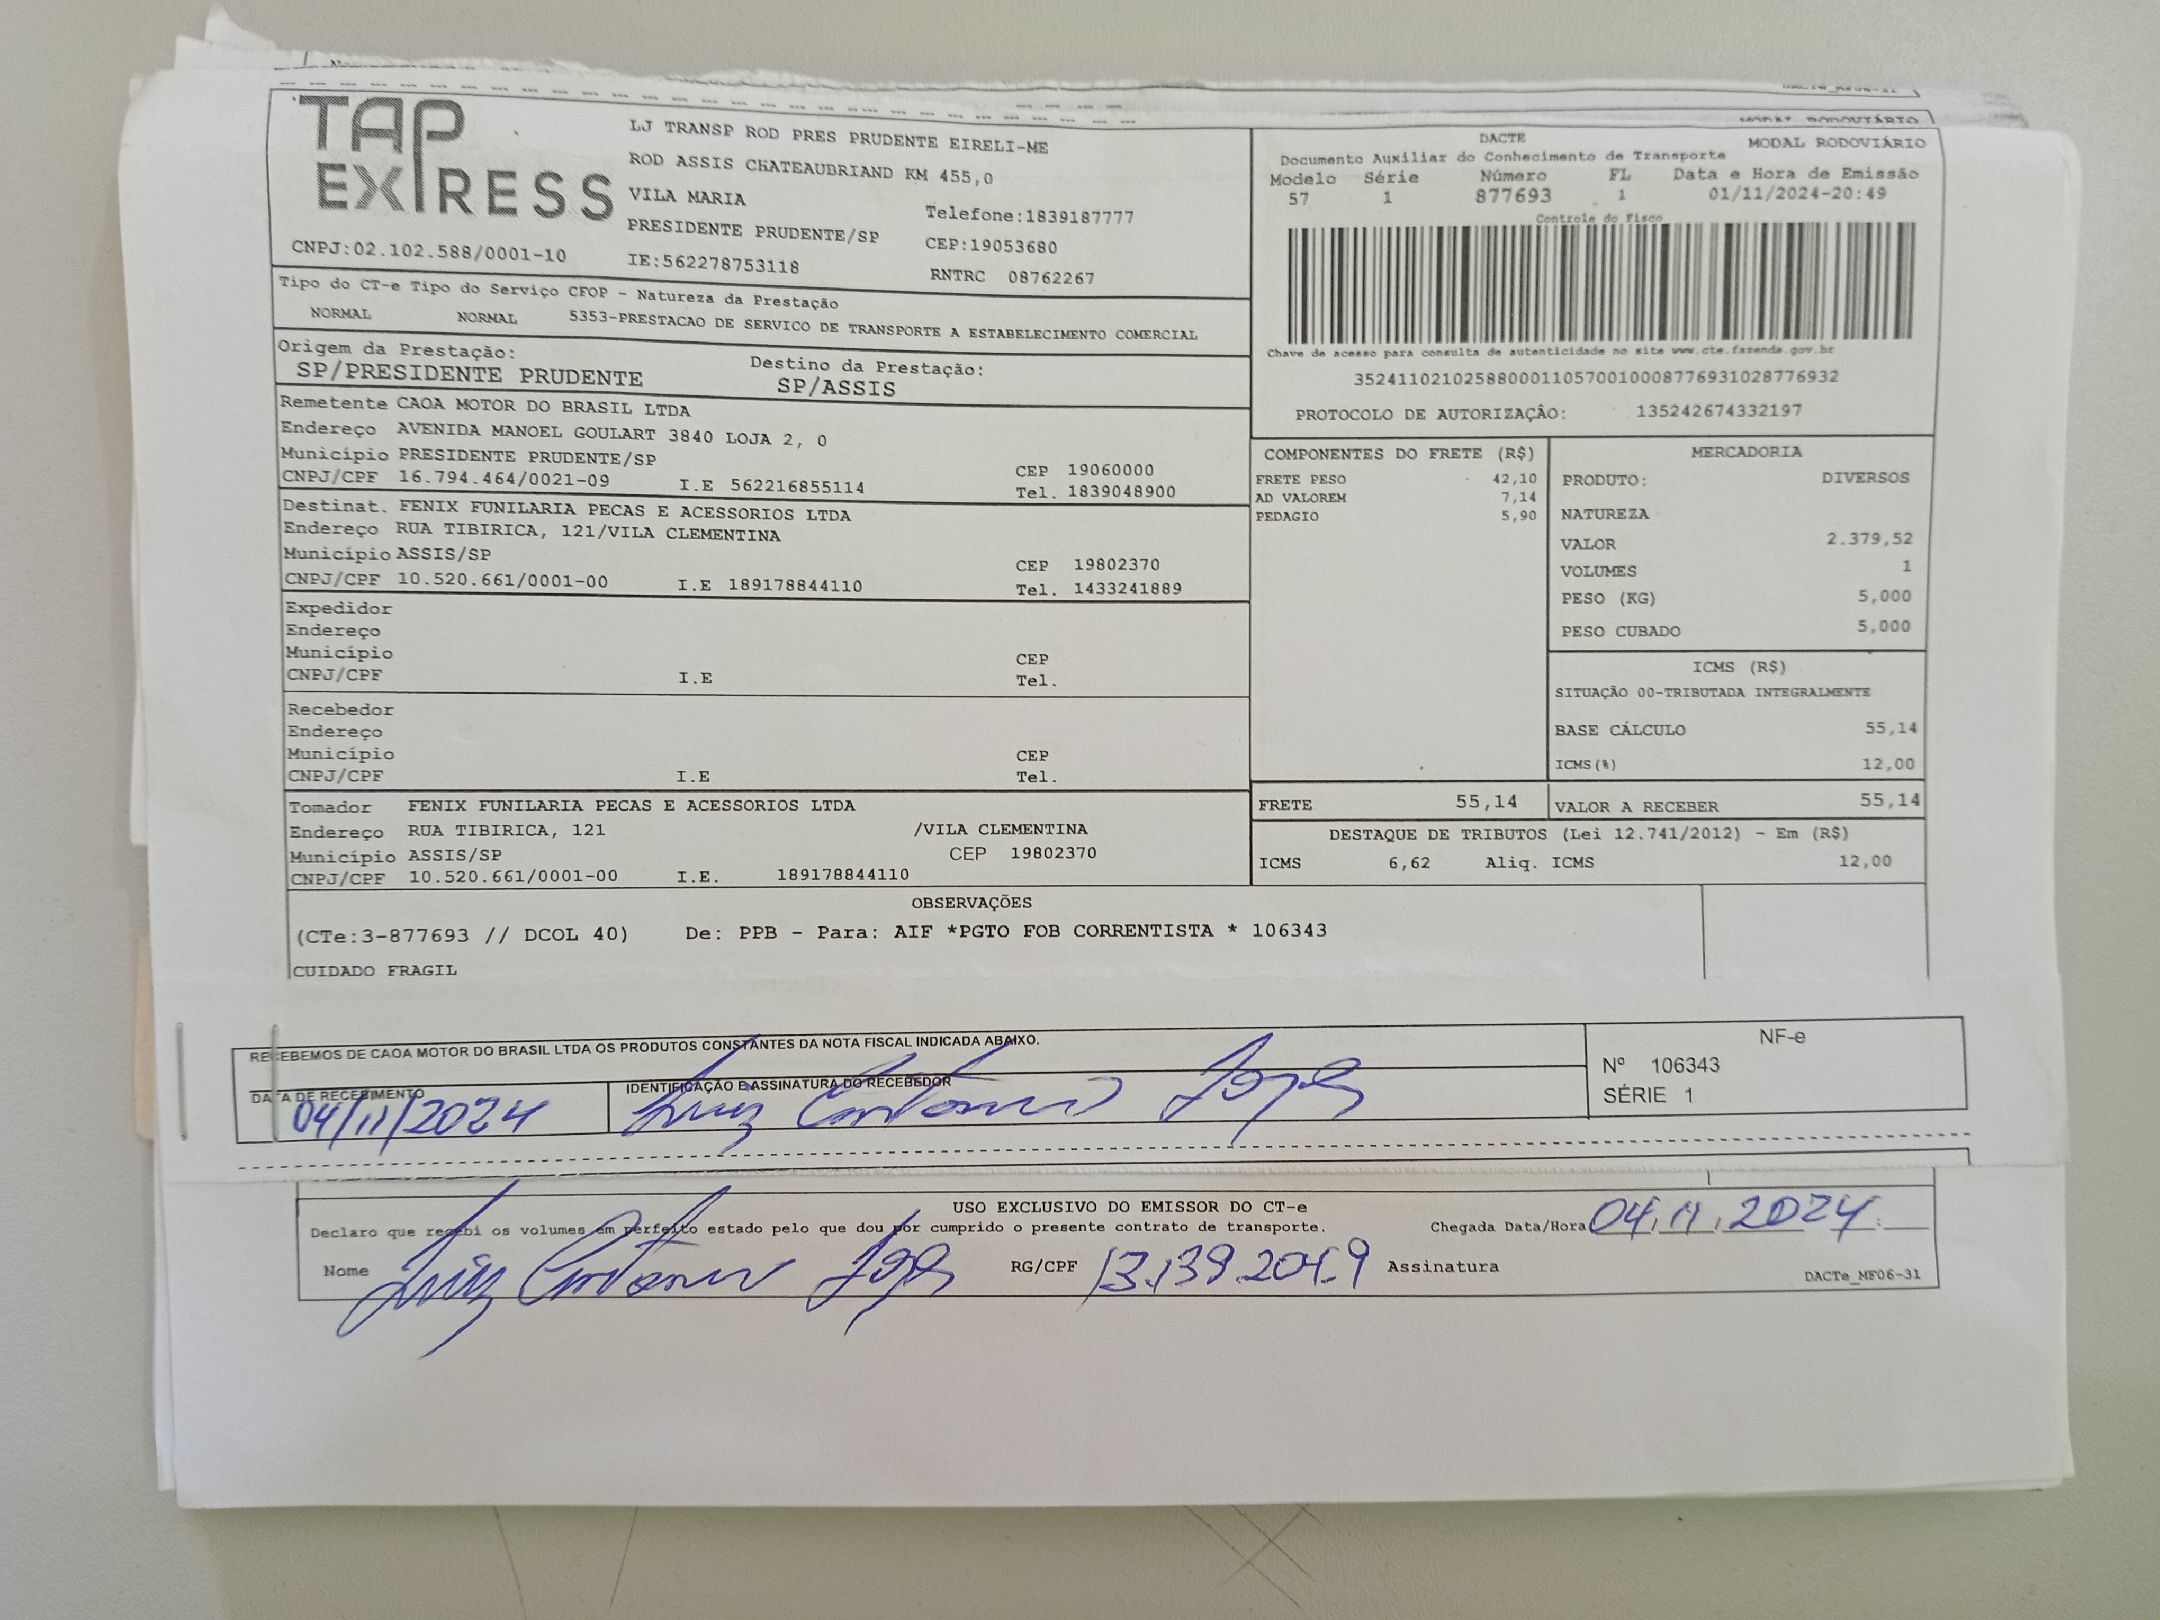 TAP
EXPRESS
CNPJ:02.102.588/0001-10
LJ TRANSP ROD PRES PRUDENTE EIRELI-ME
ROD ASSIS CHATEAUBRIAND KM 455,0
VILA MARIA
Telefone:1839187777
PRESIDENTE PRUDENTE/SP
CEP:19053680
IE:562278753118
RNTRC 08762267
DACTE
MODAL RODOVIÁRIO
Documento Auxiliar do Conhecimento de Transporte
Modelo Série Número FL Data e Hora de Emissão
57 1 877693 1 01/11/2024-20:49
Controle do Fisco
Chave de acesso para consulta de autenticidade no site www.cte.fazenda.gov.br
35241102102588000110570010008776931028776932
PROTOCOLO DE AUTORIZAÇÂO: 135242674332197
Tipo do CT-e Tipo do Serviço CFOP - Natureza da Prestação
NORMAL NORMAL 5353-PRESTACAO DE SERVICO DE TRANSPORTE A ESTABELECIMENTO COMERCIAL
Origem da Prestação: Destino da Prestação:
SP/PRESIDENTE PRUDENTE SP/ASSIS
Remetente CAOA MOTOR DO BRASIL LTDA
Endereço AVENIDA MANOEL GOULART 3840 LOJA 2, 0
Município PRESIDENTE PRUDENTE/SP CEP 19060000
CNPJ/CPF 16.794.464/0021-09 I.E 562216855114 Tel. 1839048900
Destinat. FENIX FUNILARIA PECAS E ACESSORIOS LTDA
Endereço RUA TIBIRICA, 121/VILA CLEMENTINA
Município ASSIS/SP CEP 19802370
CNPJ/CPF 10.520.661/0001-00 I.E 189178844110 Tel. 1433241889
Expedidor
Endereço
Município CEP
CNPJ/CPF I.E Tel.
Recebedor
Endereço
Município CEP
CNPJ/CPF I.E Tel.
Tomador FENIX FUNILARIA PECAS E ACESSORIOS LTDA
Endereço RUA TIBIRICA, 121 /VILA CLEMENTINA
Município ASSIS/SP CEP 19802370
CNPJ/CPF 10.520.661/0001-00 I.E. 189178844110
COMPONENTES DO FRETE (R$)
FRETE PESO 42,10
AD VALOREM 7,14
PEDAGIO 5,90
MERCADORIA
PRODUTO: DIVERSOS
NATUREZA
VALOR 2.379,52
VOLUMES 1
PESO (KG) 5,000
PESO CUBADO 5,000
ICMS (R$)
SITUAÇÃO 00-TRIBUTADA INTEGRALMENTE
BASE CÁLCULO 55,14
ICMS(%) 12,00
FRETE 55,14 VALOR A RECEBER 55,14
DESTAQUE DE TRIBUTOS (Lei 12.741/2012) - Em (R$)
ICMS 6,62 Aliq. ICMS 12,00
OBSERVAÇÕES
(CTe:3-877693 // DCOL 40) De: PPB - Para: AIF *PGTO FOB CORRENTISTA * 106343
CUIDADO FRAGIL
RECEBEMOS DE CAOA MOTOR DO BRASIL LTDA OS PRODUTOS CONSTANTES DA NOTA FISCAL INDICADA ABAIXO.
DATA DE RECEBIMENTO IDENTIFICAÇÃO E ASSINATURA DO RECEBEDOR
04/11/2024 Luiz Antonio Lopes
NF-e
Nº 106343
SÉRIE 1
USO EXCLUSIVO DO EMISSOR DO CT-e
Declaro que recebi os volumes em perfeito estado pelo que dou por cumprido o presente contrato de transporte. Chegada Data/Hora 04/11/2024 :
Nome Luiz Antonio Lopes RG/CPF 13.139.204.9 Assinatura
DACTe_MF06-31